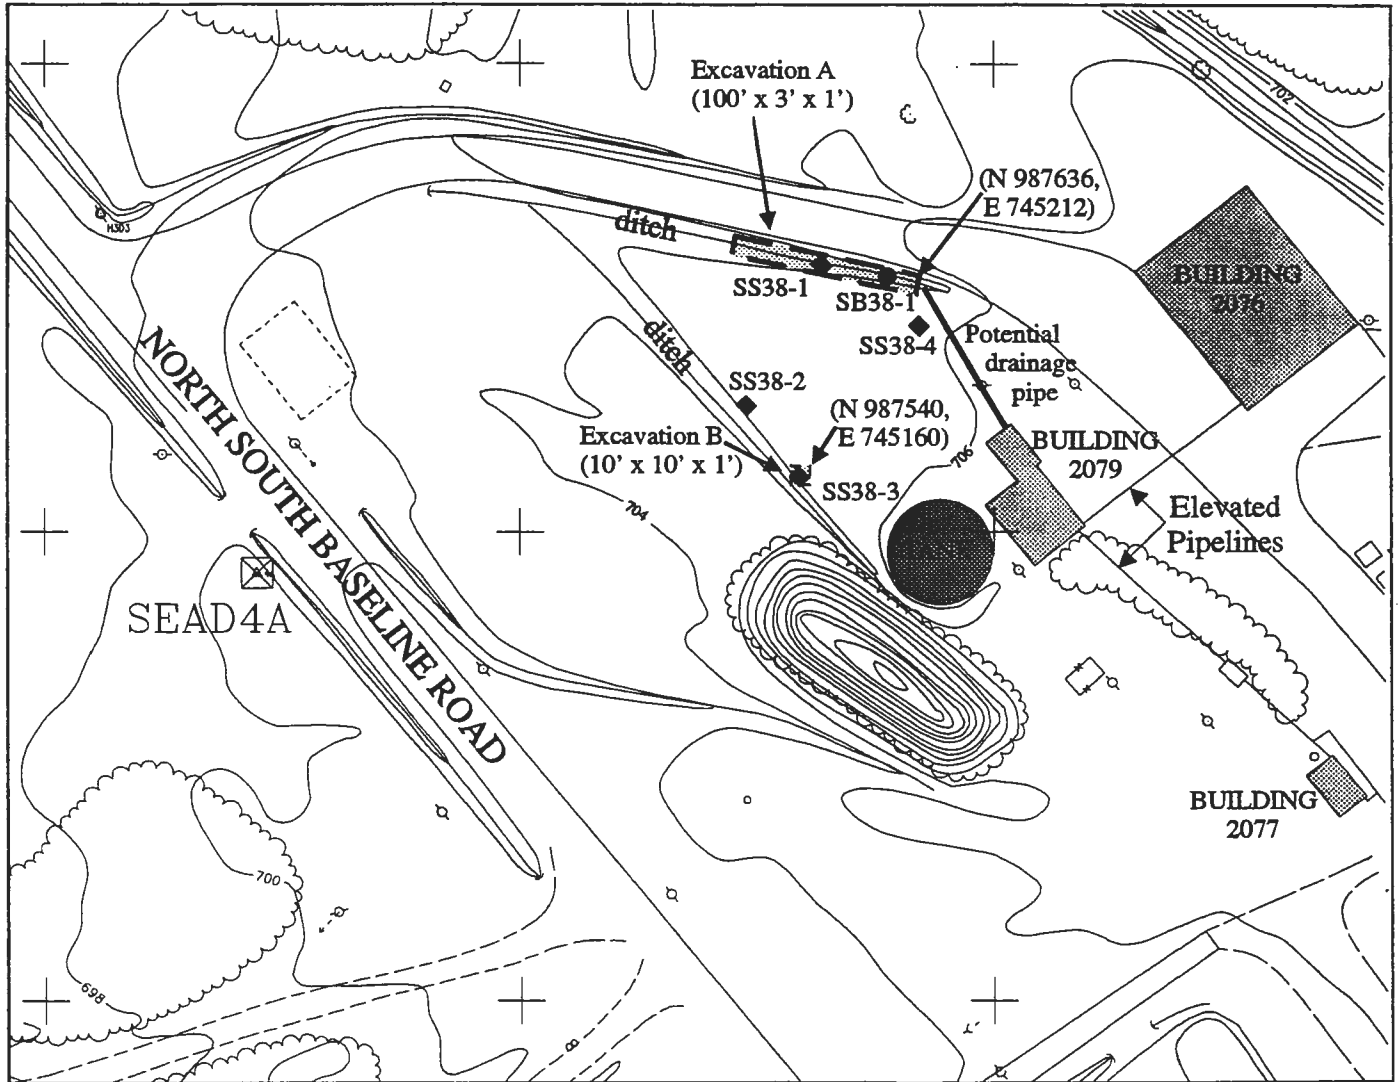 Excavation A
(100' x 3' x 1')
702
(N 987636,
E 745212)
ditch
BUILDING
2076
SS38-1
SB38-1
SS38-4
Potential
drainage
pipe
ditch
SS38-2
(N 987540,
E 745160)
Excavation B
(10' x 10' x 1')
SS38-3
706
BUILDING
2079
Elevated
Pipelines
704
NORTH SOUTH BASELINE ROAD
SEAD4A
BUILDING
2077
700
698